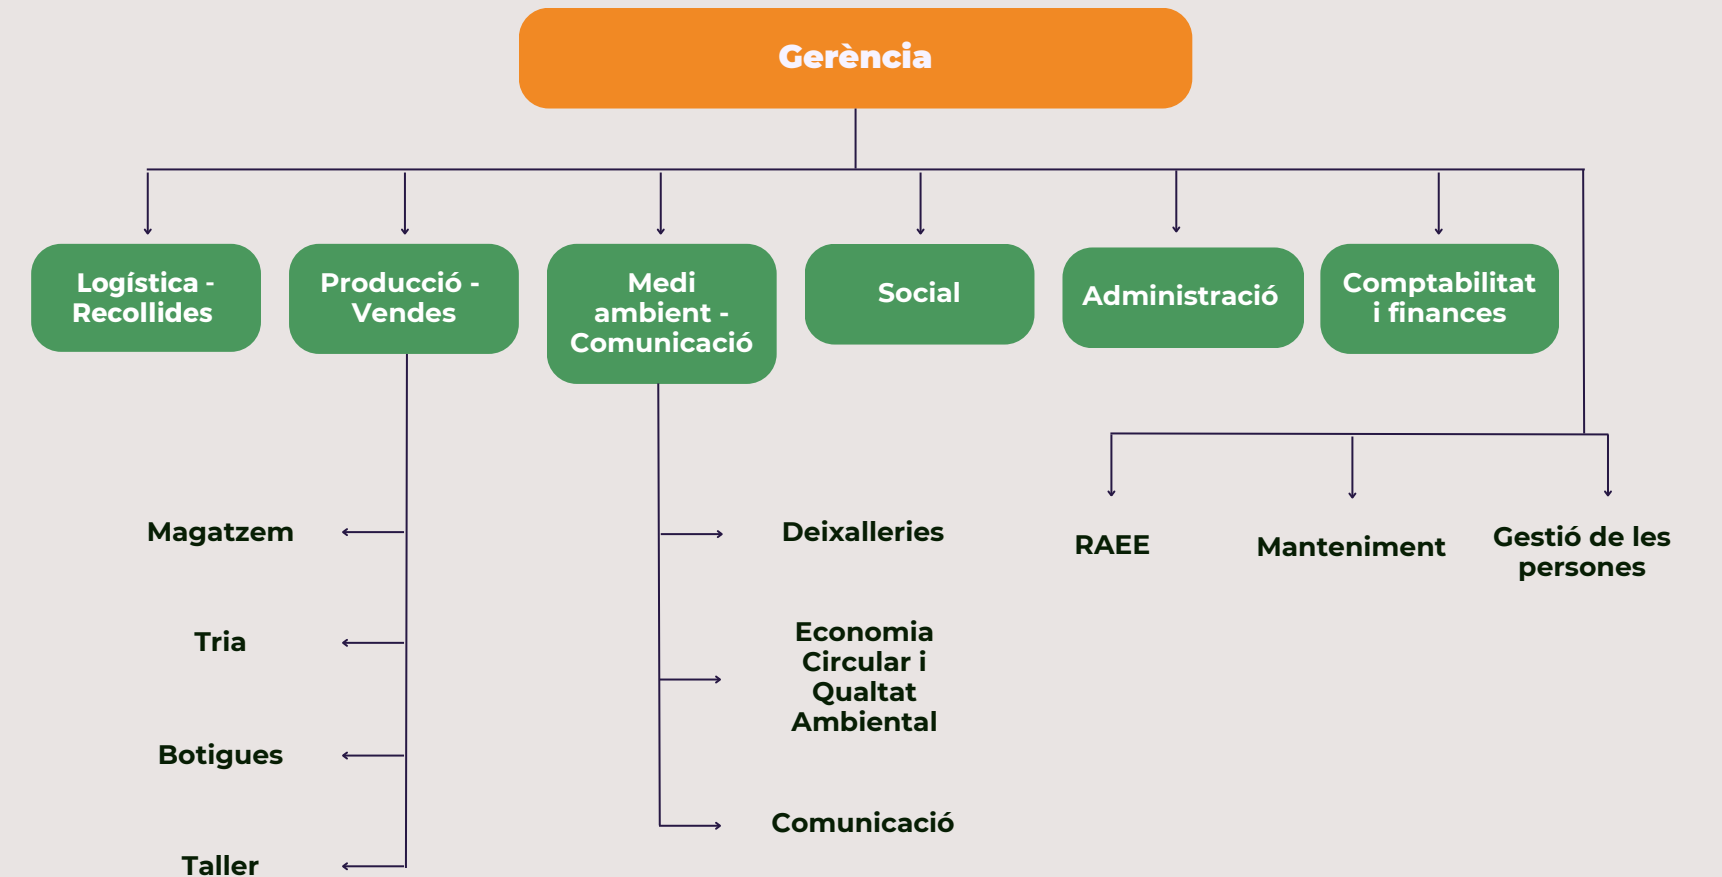 Gerència
Logística -
Recollides
Producció -
Vendes
Medi
ambient -
Comunicació
Social
Administració
Comptabilitat
i finances
Magatzem
Tria
Botigues
Taller
Deixalleries
Economia
Circular i
Qualtat
Ambiental
Comunicació
RAEE
Manteniment
Gestió de les
persones